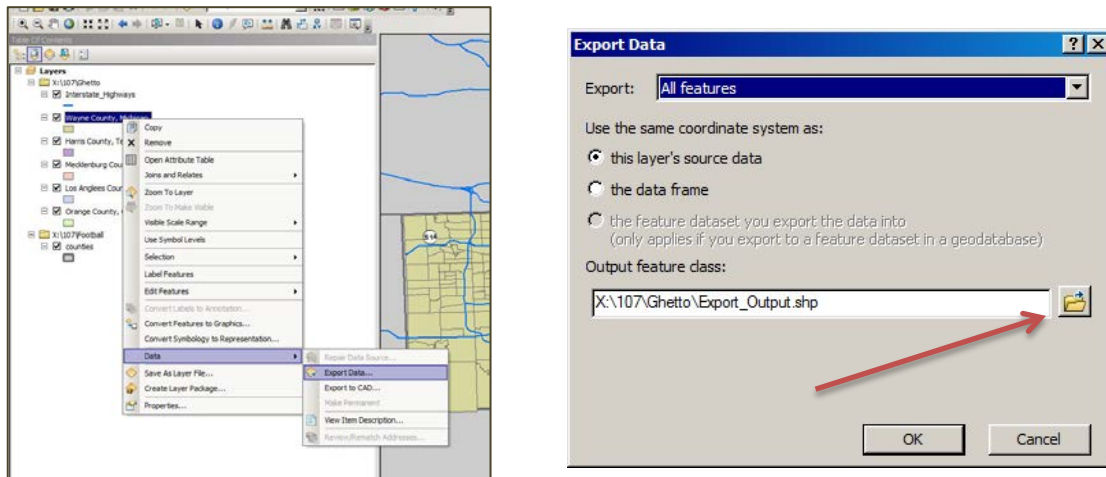 Table Of Contents
Layers
X:\107\Ghetto
Interstate_Highways
Wayne County, Michigan
Harris County, Te
Mecklenburg Cou
Los Anglees Cour
Orange County,
X:\107\Football
counties
Copy
Remove
Open Attribute Table
Joins and Relates
Zoom To Layer
Zoom To Make Visible
Visible Scale Range
Use Symbol Levels
Selection
Label Features
Edit Features
Convert Labels to Annotation...
Convert Features to Graphics...
Convert Symbology to Representation...
Data
Save As Layer File...
Create Layer Package...
Properties...
Repair Data Source...
Export Data...
Export to CAD...
Make Permanent
View Item Description...
Review/Rematch Addresses...
Export Data
Export: All features
Use the same coordinate system as:
this layer's source data
the data frame
the feature dataset you export the data into
(only applies if you export to a feature dataset in a geodatabase)
Output feature class:
X:\107\Ghetto\Export_Output.shp
OK Cancel